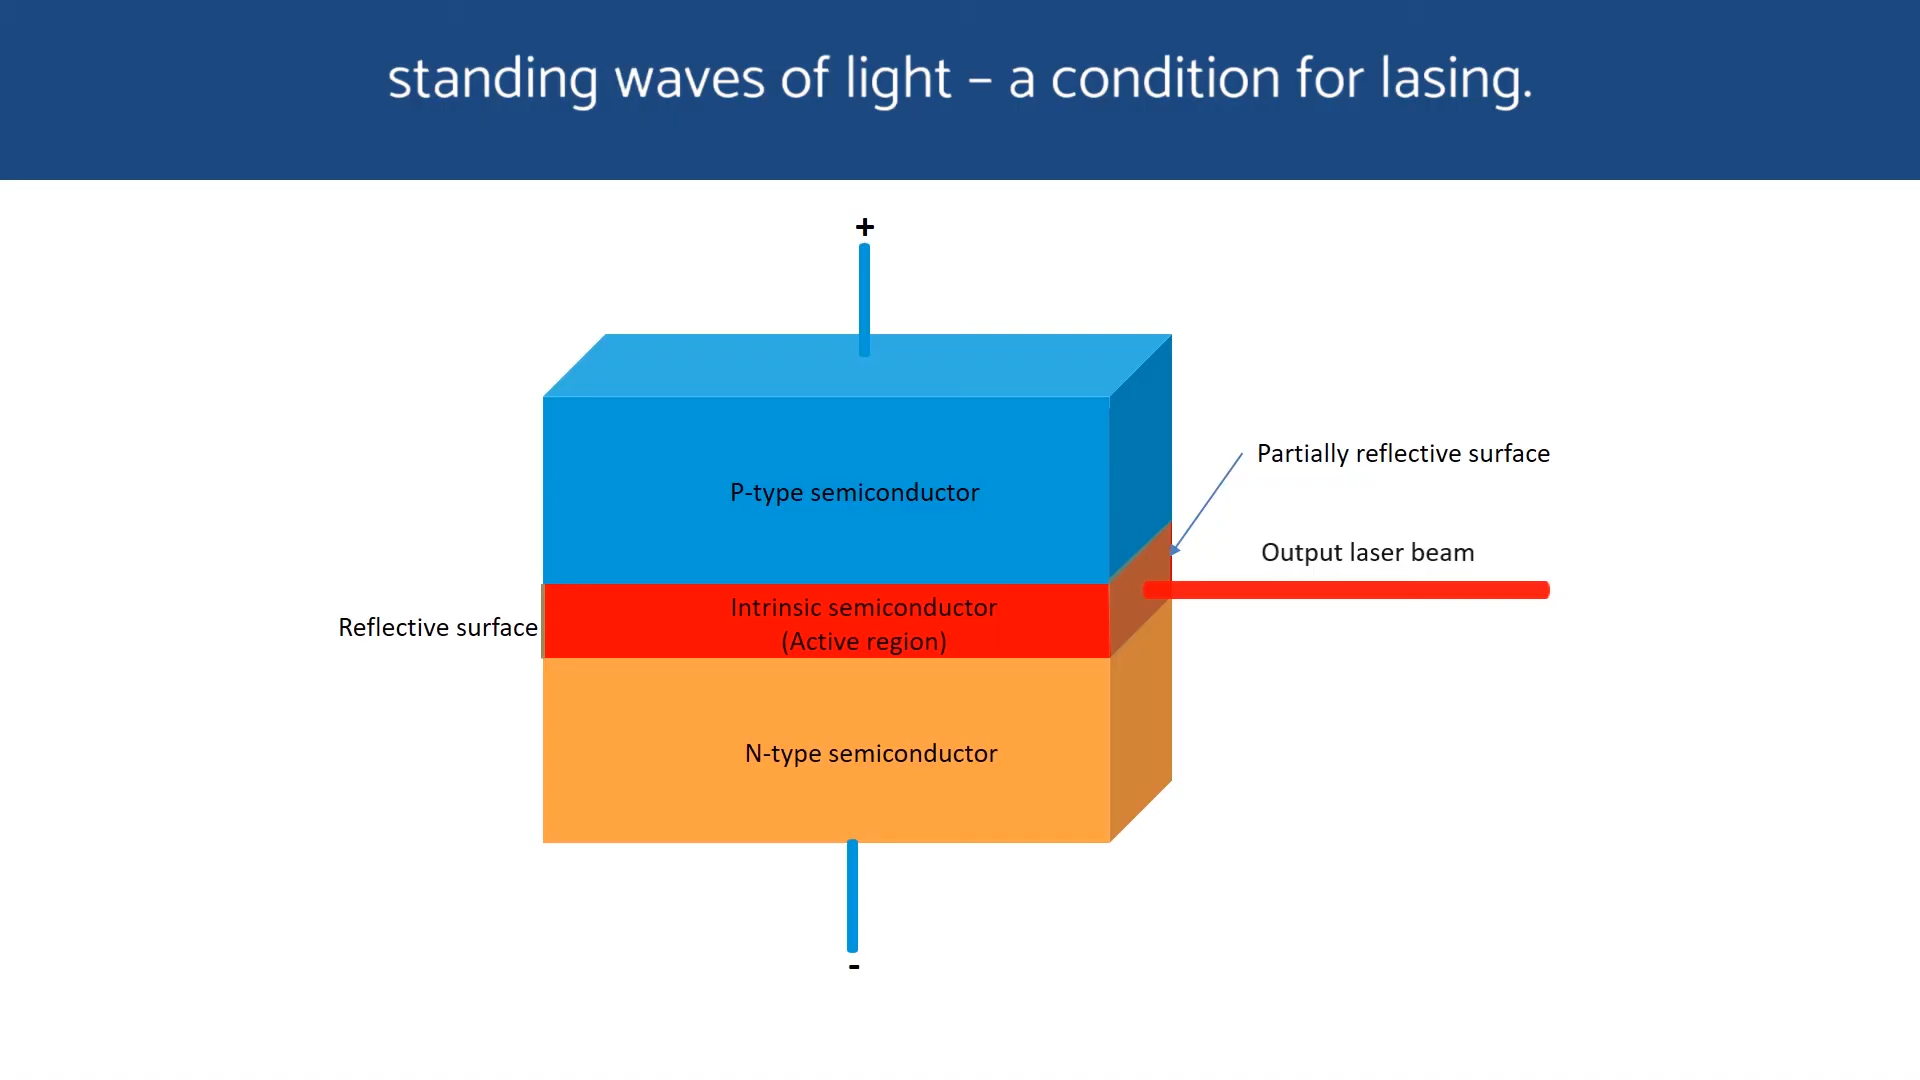 standing waves of light – a condition for lasing.
+
P-type semiconductor
Partially reflective surface
Output laser beam
Intrinsic semiconductor
(Active region)
Reflective surface
N-type semiconductor
-